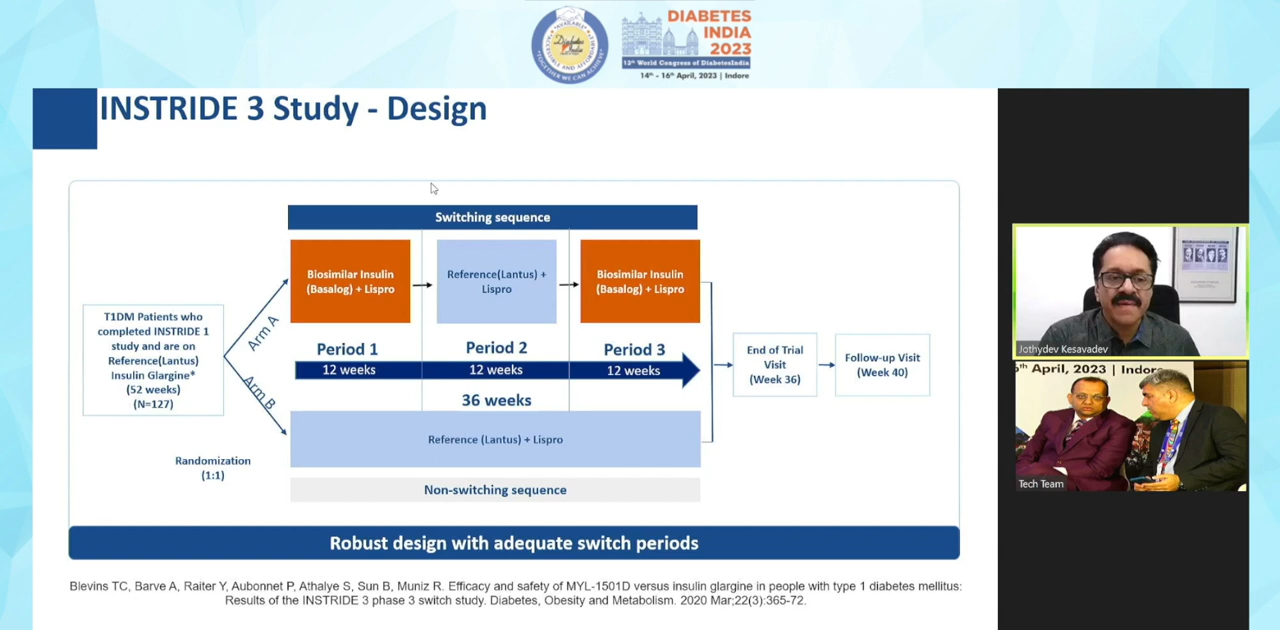 Diabetes
India
TOGETHER WE CAN ACHIEVE
DIABETES
INDIA
2023
12th World Congress of DiabetesIndia
14th - 16th April, 2023 | Indore
INSTRIDE 3 Study - Design
Switching sequence
Biosimilar Insulin
(Basalog) + Lispro
Reference(Lantus) +
Lispro
Biosimilar Insulin
(Basalog) + Lispro
T1DM Patients who
completed INSTRIDE 1
study and are on
Reference(Lantus)
Insulin Glargine*
(52 weeks)
(N=127)
Arm A
Arm B
Period 1
Period 2
Period 3
12 weeks
12 weeks
12 weeks
36 weeks
End of Trial
Visit
(Week 36)
Follow-up Visit
(Week 40)
Reference (Lantus) + Lispro
Randomization
(1:1)
Non-switching sequence
Robust design with adequate switch periods
Blevins TC, Barve A, Raiter Y, Aubonnet P, Athalye S, Sun B, Muniz R. Efficacy and safety of MYL-1501D versus insulin glargine in people with type 1 diabetes mellitus:
Results of the INSTRIDE 3 phase 3 switch study. Diabetes, Obesity and Metabolism. 2020 Mar;22(3):365-72.
Jothydev Kesavadev
April, 2023 | Indore
Tech Team